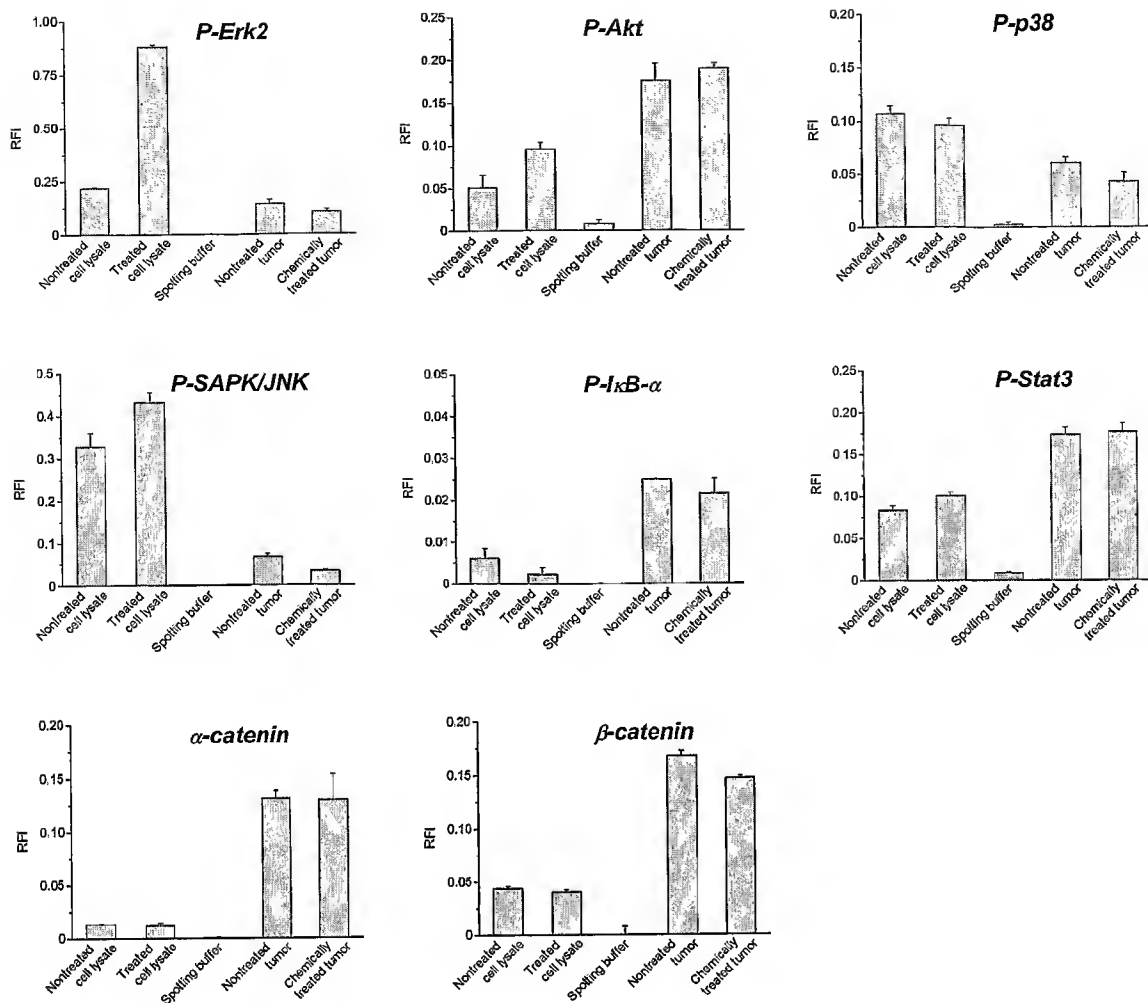 P-Erk2
1.00
0.75
0.50
0.25
0
RFI
Nontreated
cell lysate
Treated
cell lysate
Spotting buffer
Nontreated
tumor
Chemically
treated tumor
P-Akt
0.25
0.20
0.15
0.10
0.05
0
RFI
Nontreated
cell lysate
Treated
cell lysate
Spotting buffer
Nontreated
tumor
Chemically
treated tumor
P-p38
0.20
0.15
0.10
0.05
0
RFI
Nontreated
cell lysate
Treated
cell lysate
Spotting buffer
Nontreated
tumor
Chemically
treated tumor
P-SAPK/JNK
0.5
0.4
0.3
0.2
0.1
0
RFI
Nontreated
cell lysate
Treated
cell lysate
Spotting buffer
Nontreated
tumor
Chemically
treated tumor
P-IκB-α
0.05
0.04
0.03
0.02
0.01
0
RFI
Nontreated
cell lysate
Treated
cell lysate
Spotting buffer
Nontreated
tumor
Chemically
treated tumor
P-Stat3
0.25
0.20
0.15
0.10
0.05
0
RFI
Nontreated
cell lysate
Treated
cell lysate
Spotting buffer
Nontreated
tumor
Chemically
treated tumor
α-catenin
0.20
0.15
0.10
0.05
0
RFI
Nontreated
cell lysate
Treated
cell lysate
Spotting buffer
Nontreated
tumor
Chemically
treated tumor
β-catenin
0.20
0.15
0.10
0.05
0
RFI
Nontreated
cell lysate
Treated
cell lysate
Spotting buffer
Nontreated
tumor
Chemically
treated tumor